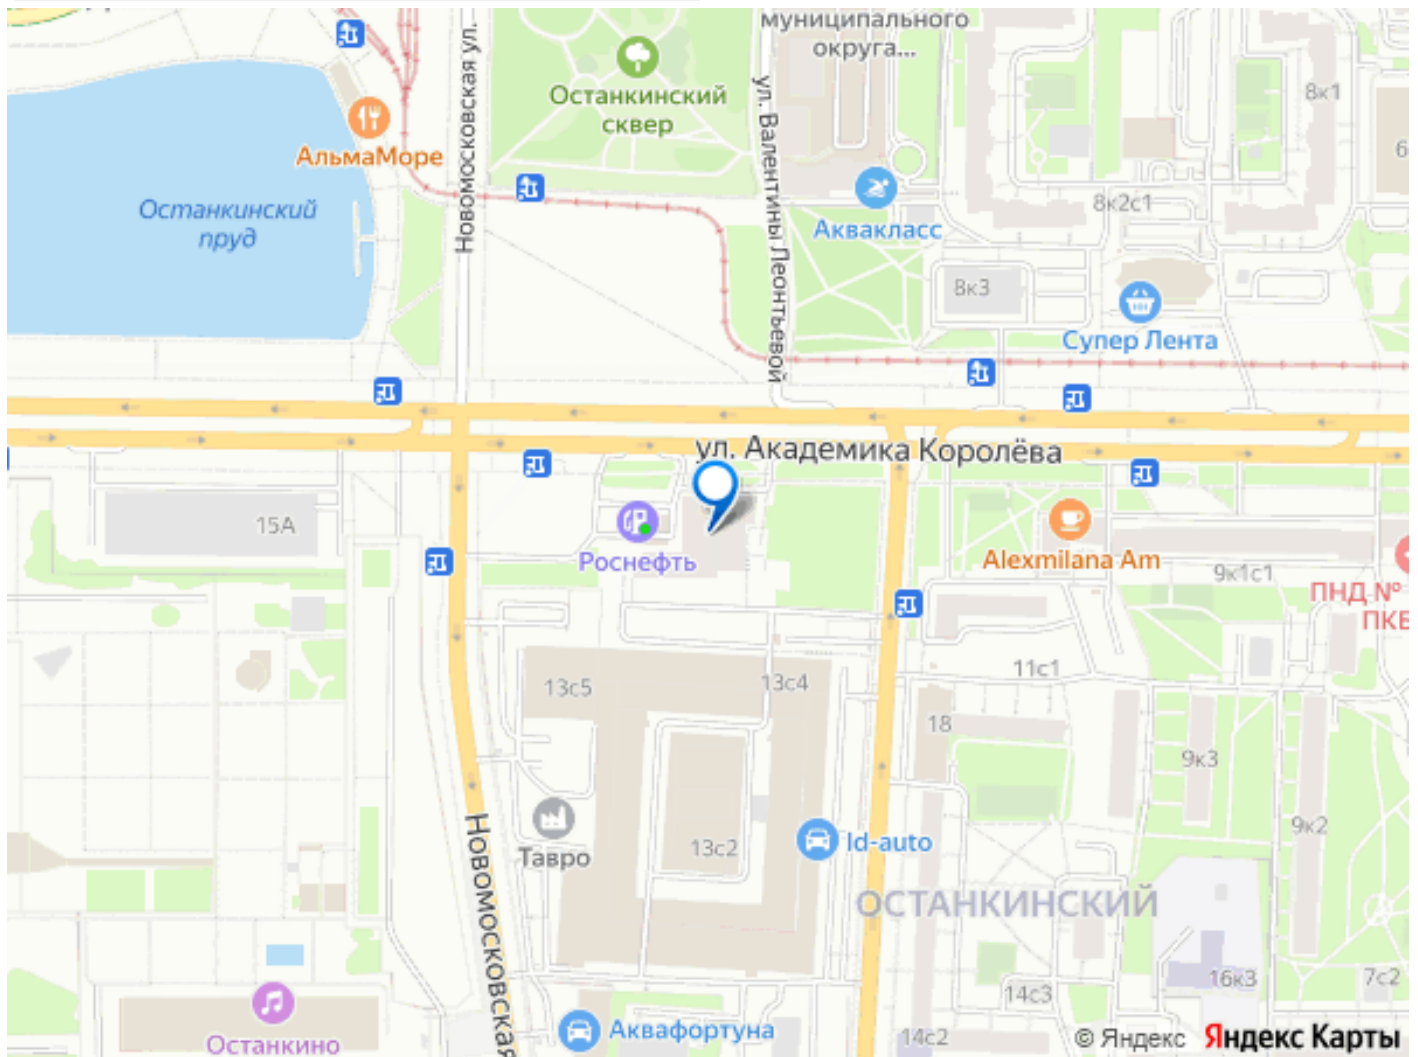 муниципального
округа...
Новомосковская ул.
ул. Валентины Леонтьевой
Останкинский
сквер
8к1
АльмаМоре
6
Останкинский
пруд
Аквакласс
8к2с1
8к3
Супер Лента
ул. Академика Королёва
15А
Роснефть
Alexmilana Am
9к1с1
ПНД №
ПКБ
11с1
13с5
13с4
18
9к3
9к2
Тавро
13с2
Id-auto
Новомосковская
ОСТАНКИНСКИЙ
16к3
7с2
14с3
Останкино
Аквафортуна
14с2
© Яндекс Яндекс Карты